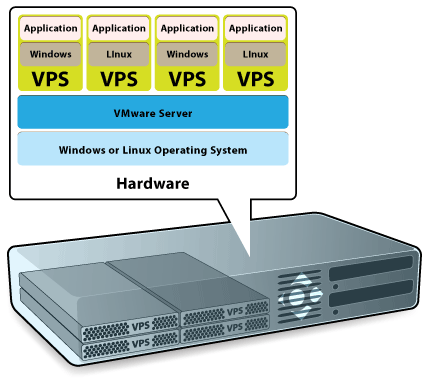 Application Application Application Application
Windows LInux Windows LInux
VPS VPS VPS VPS
VMware Server
Windows or Linux Operating System
Hardware
VPS VPS
VPS VPS